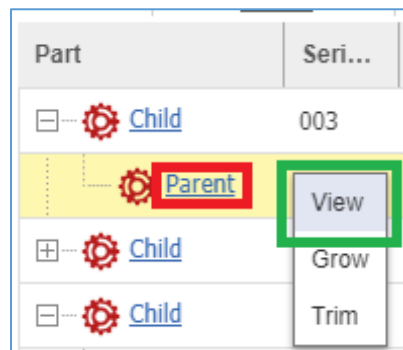 Part Seri...
Child 003
Parent View
Child Grow
Child Trim